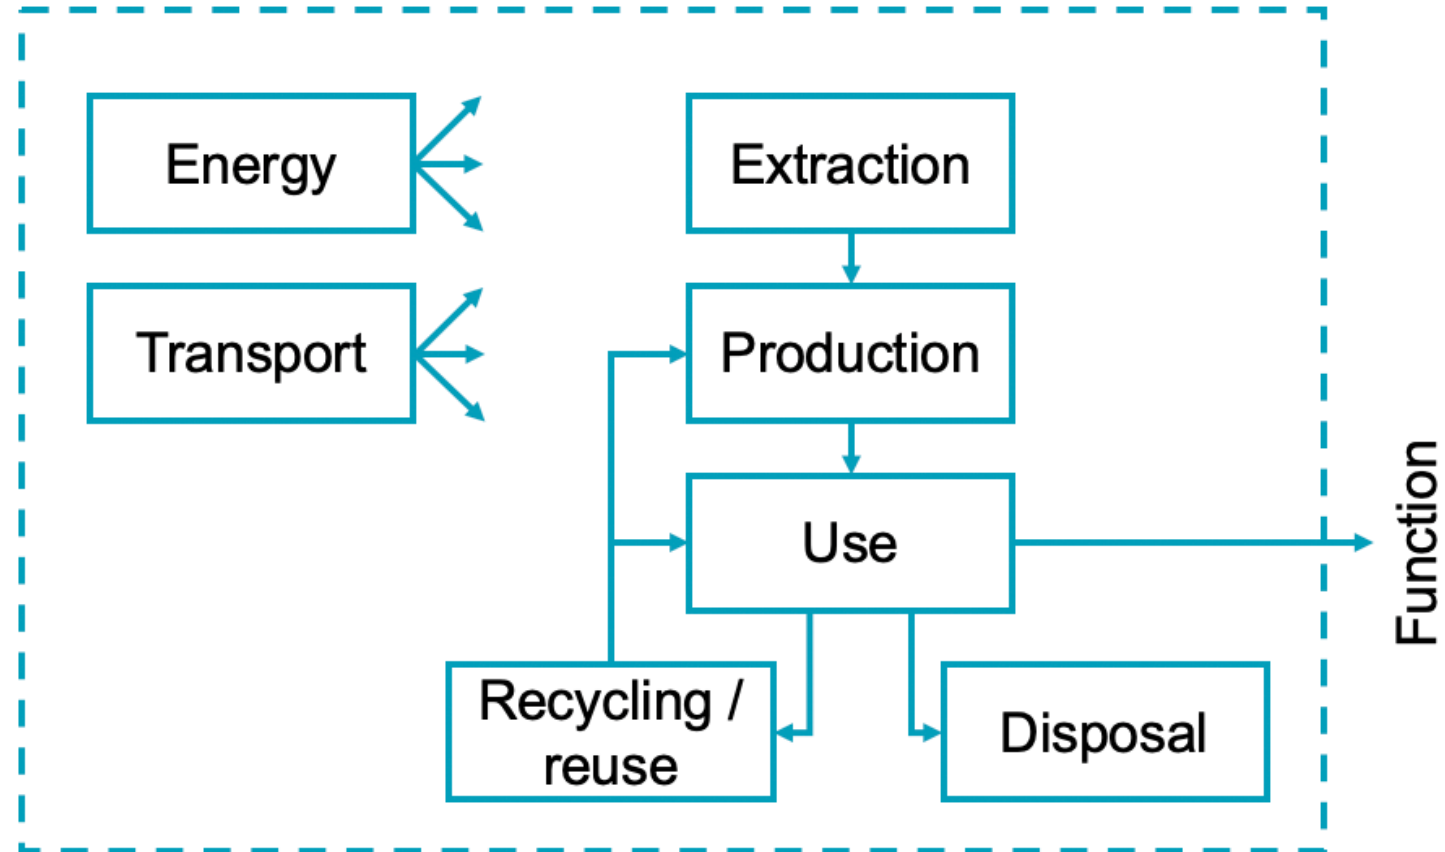 Energy
Extraction
Transport
Production
Use
Function
Recycling /
reuse
Disposal